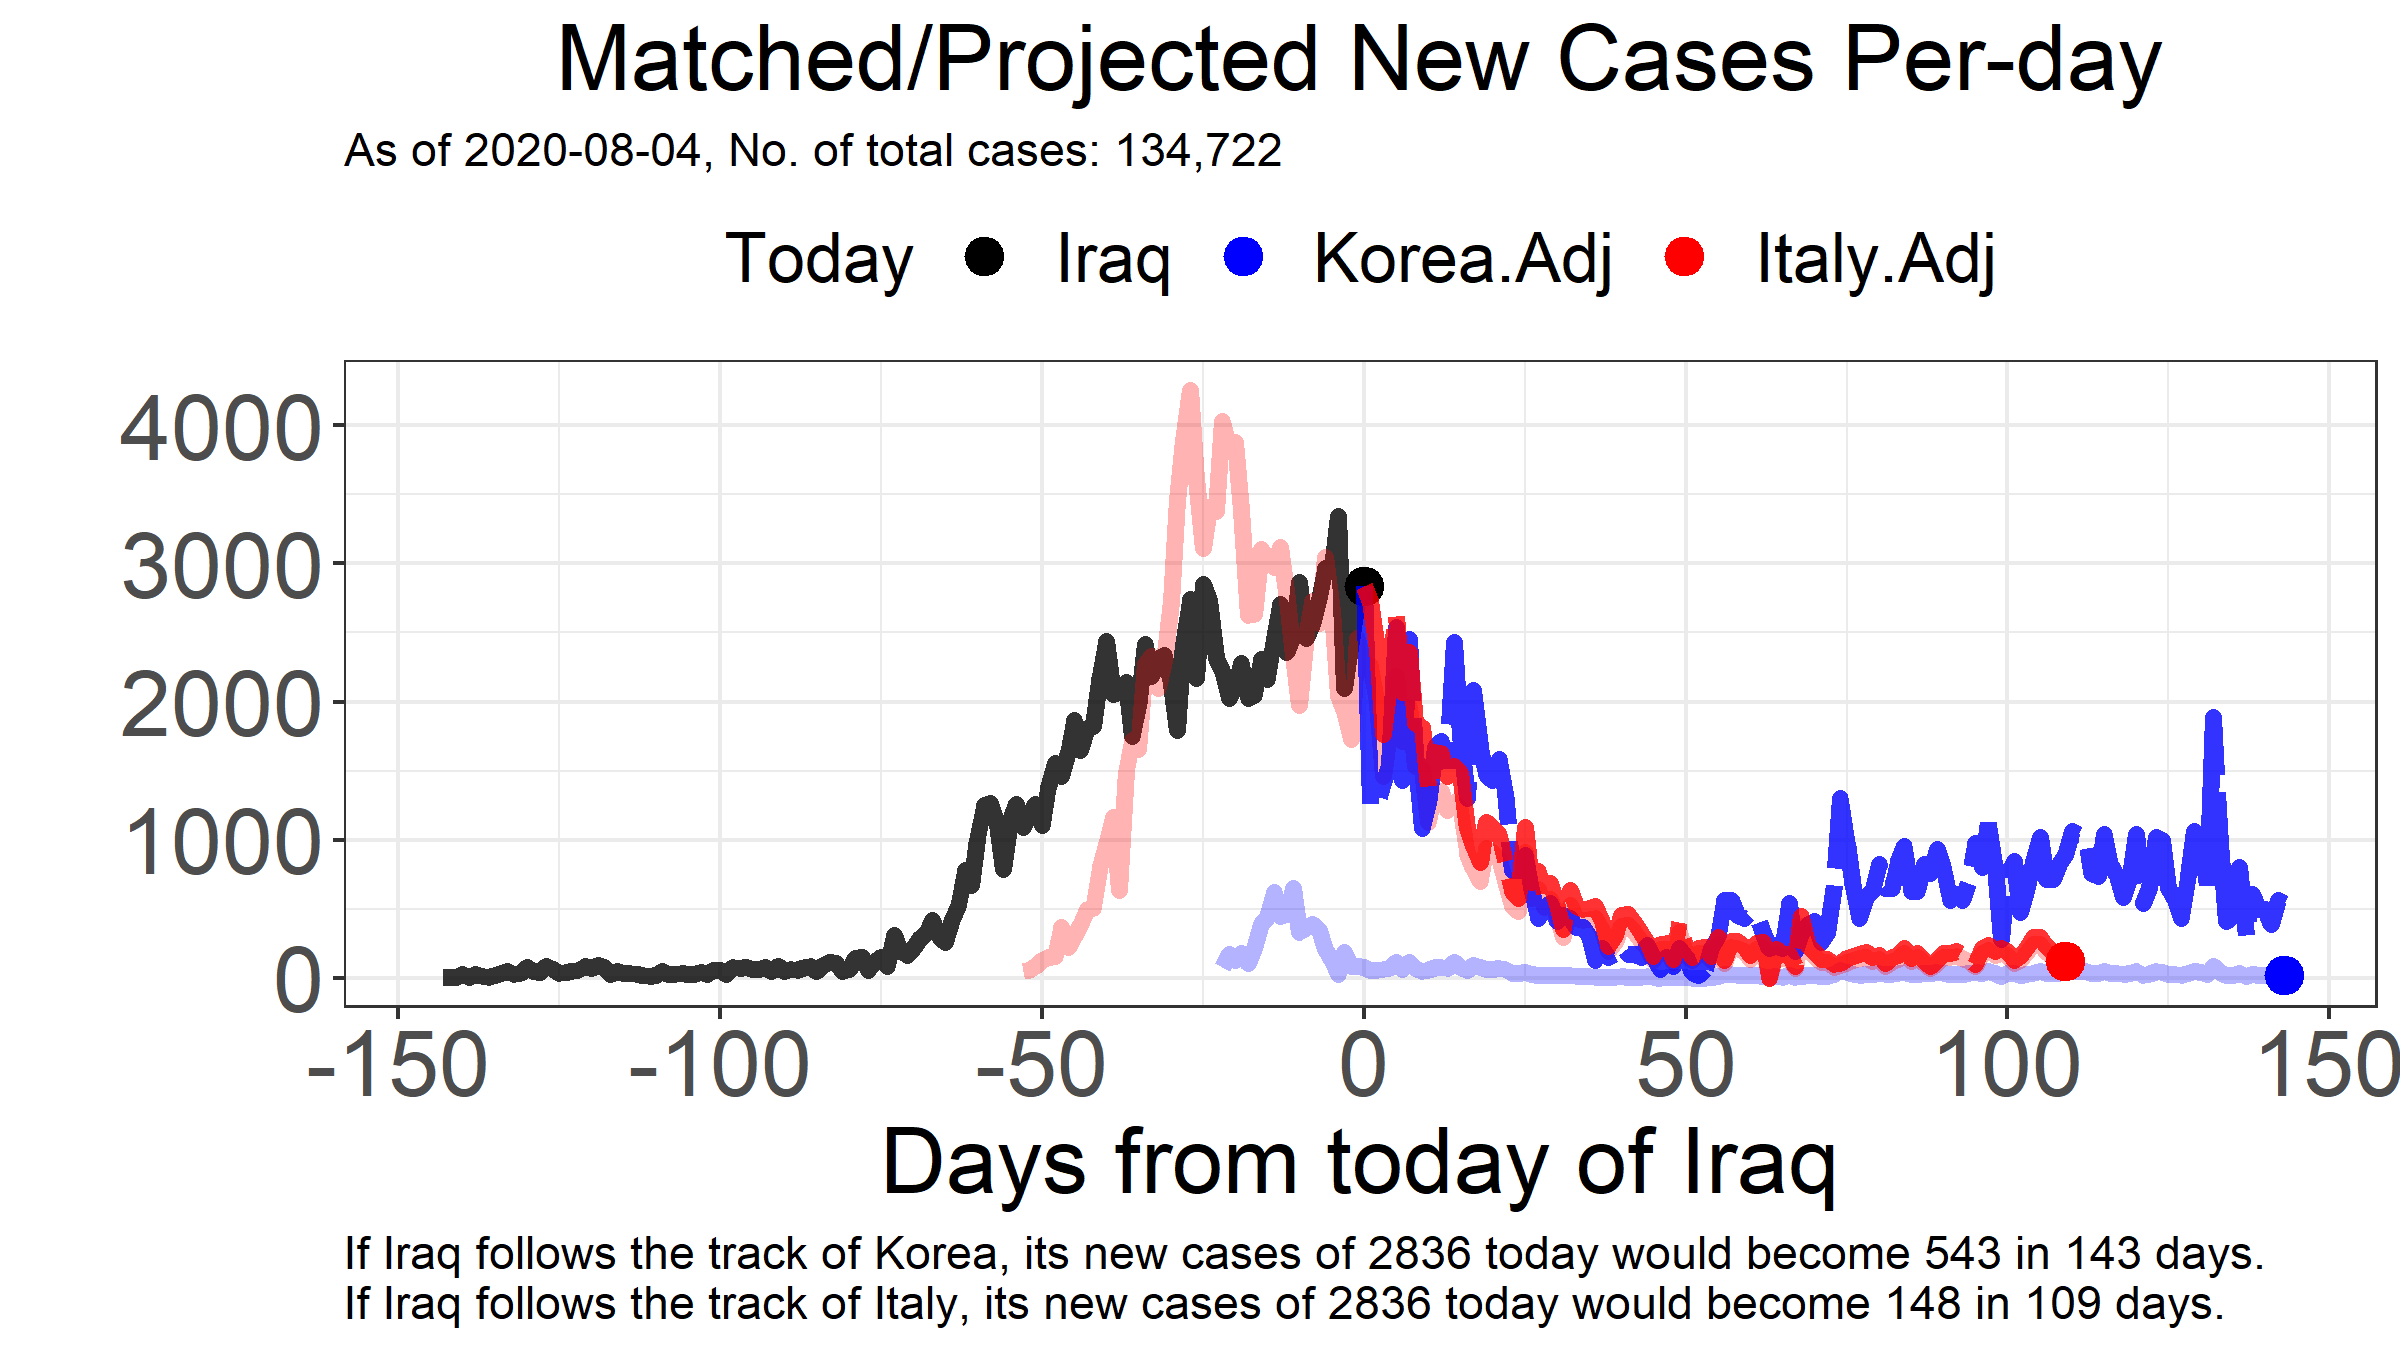 Matched/Projected New Cases Per-day
As of 2020-08-04, No. of total cases: 134,722
Today Iraq Korea.Adj Italy.Adj
4000
3000
2000
1000
0
-150 -100 -50 0 50 100 150
Days from today of Iraq
If Iraq follows the track of Korea, its new cases of 2836 today would become 543 in 143 days.
If Iraq follows the track of Italy, its new cases of 2836 today would become 148 in 109 days.